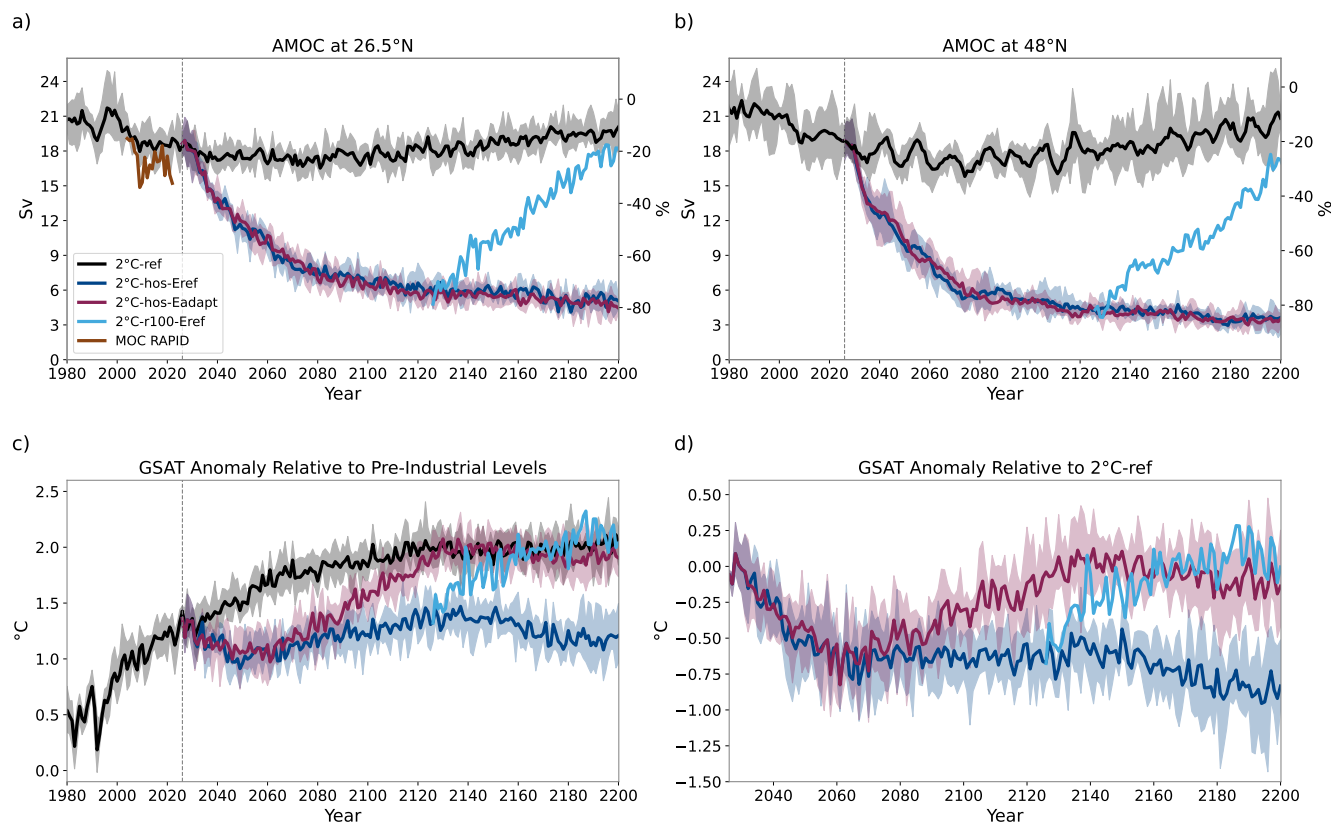 a)
AMOC at 26.5°N
24
21
18
15
12
9
6
3
0
Sv
0
-20
-40
-60
-80
%
2°C-ref
2°C-hos-Eref
2°C-hos-Eadapt
2°C-r100-Eref
MOC RAPID
1980 2000 2020 2040 2060 2080 2100 2120 2140 2160 2180 2200
Year
b)
AMOC at 48°N
24
21
18
15
12
9
6
3
0
Sv
0
-20
-40
-60
-80
%
1980 2000 2020 2040 2060 2080 2100 2120 2140 2160 2180 2200
Year
c)
GSAT Anomaly Relative to Pre-Industrial Levels
2.5
2.0
1.5
1.0
0.5
0.0
°C
1980 2000 2020 2040 2060 2080 2100 2120 2140 2160 2180 2200
Year
d)
GSAT Anomaly Relative to 2°C-ref
0.50
0.25
0.00
−0.25
−0.50
−0.75
−1.00
−1.25
−1.50
°C
2040 2060 2080 2100 2120 2140 2160 2180 2200
Year